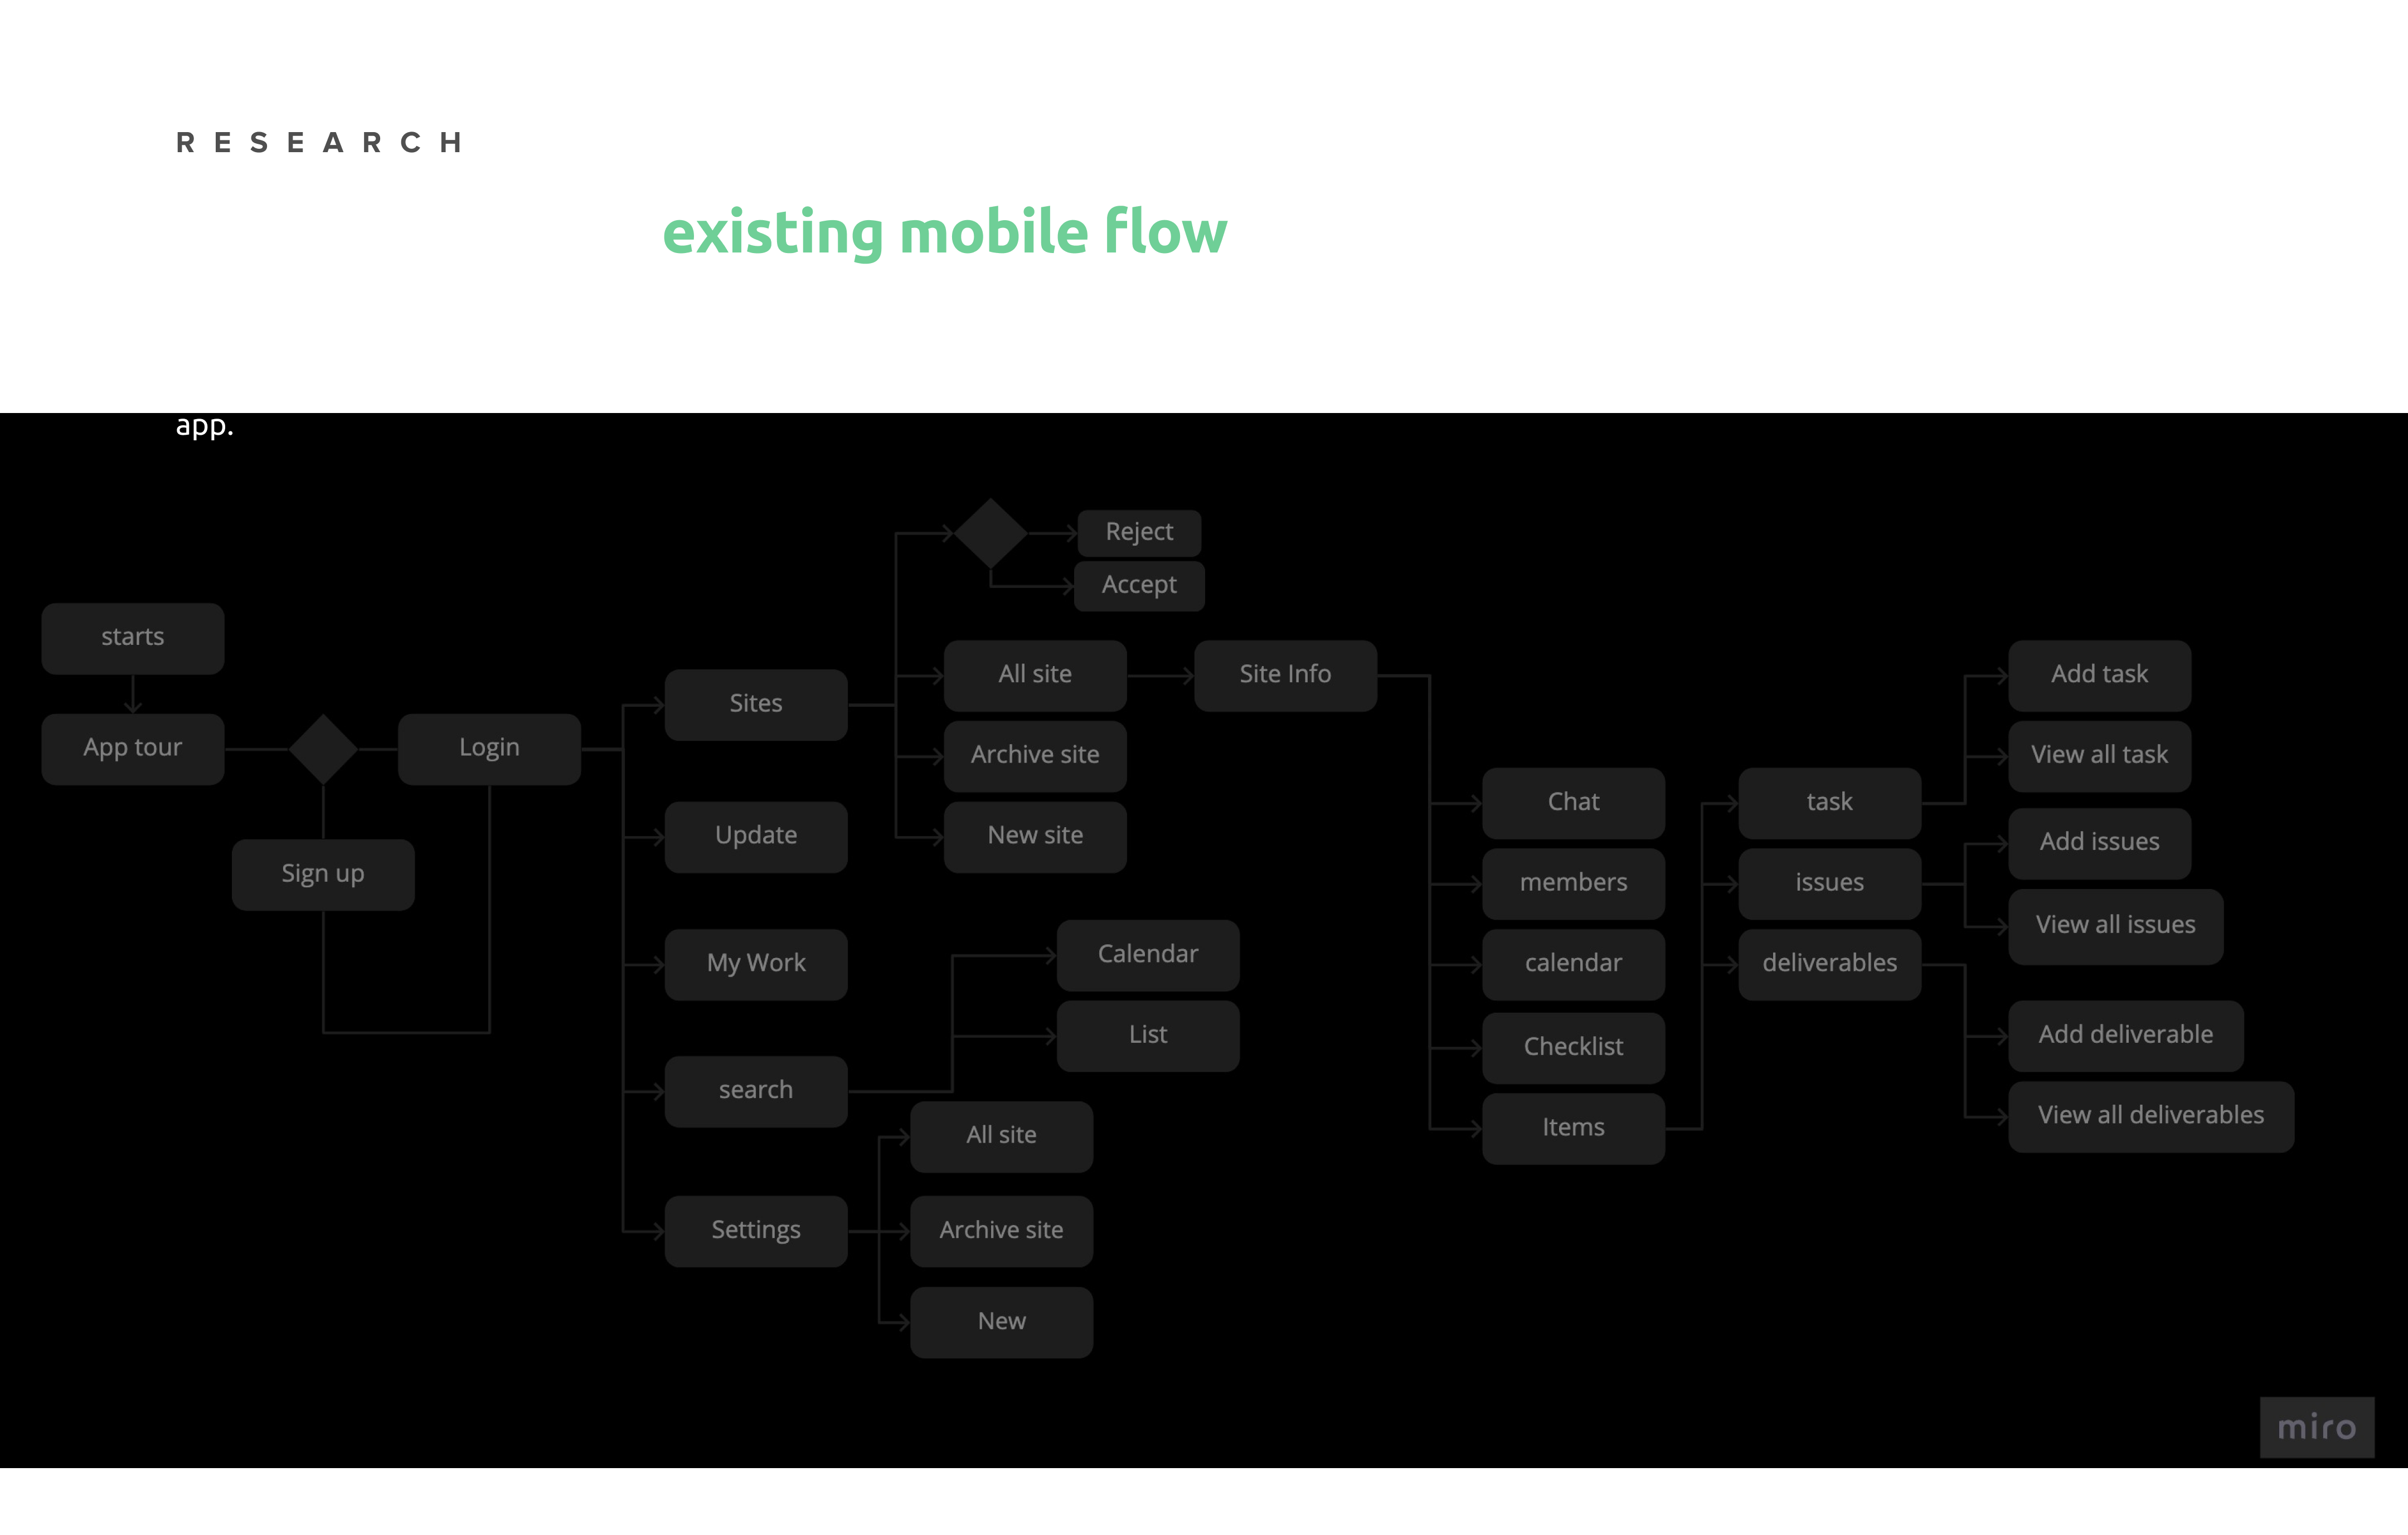 RESEARCH
existing mobile flow
app.
Reject
Accept
starts
All site
Site Info
Add task
Sites
App tour
Login
Archive site
View all task
Chat
task
Update
New site
Add issues
Sign up
members
issues
View all issues
My Work
Calendar
calendar
deliverables
List
Checklist
Add deliverable
search
Items
View all deliverables
All site
Settings
Archive site
New
miro